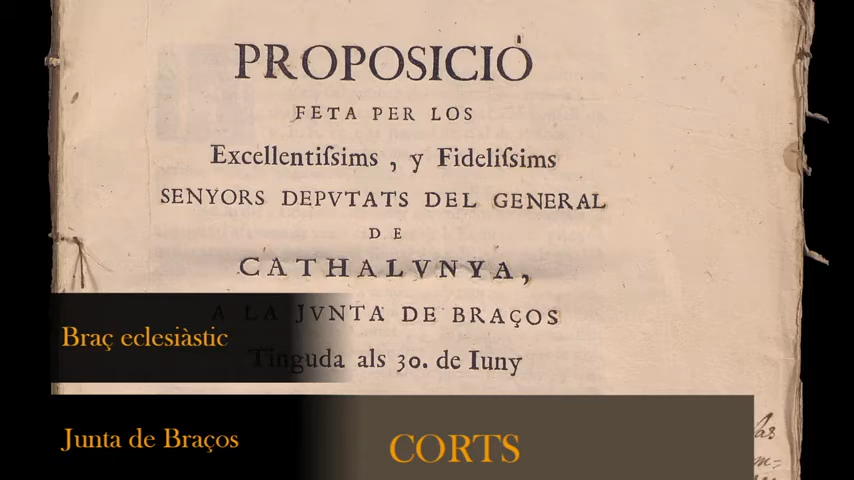 PROPOSICIÓ
FETA PER LOS
Excellentiſsims, y Fideliſsims
SENYORS DEPVTATS DEL GENERAL
DE
CATHALVNYA,
A LA JVNTA DE BRAÇOS
Tinguda als 30. de Iuny
Braç eclesiàstic
Junta de Braços
CORTS